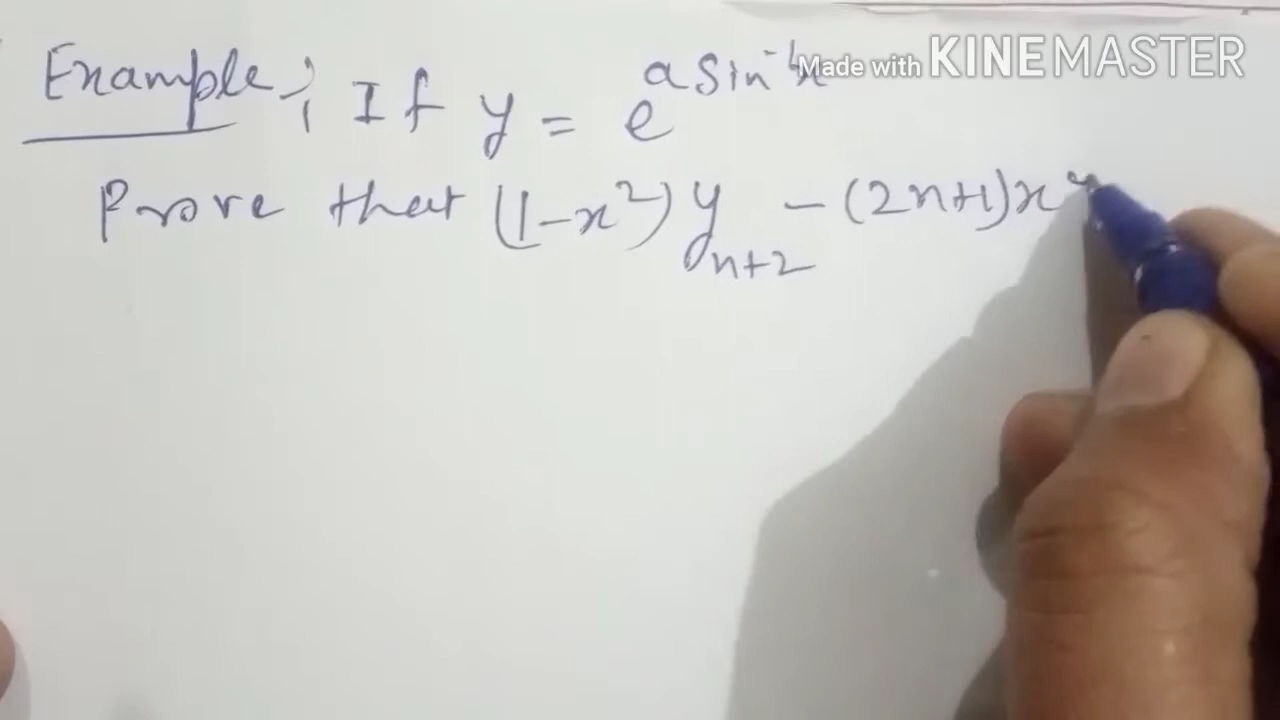 Example; If y = e^{a sin^{-1}x}
Made with KINEMASTER
Prove that (1-x²) y_{n+2} - (2n+1)x y